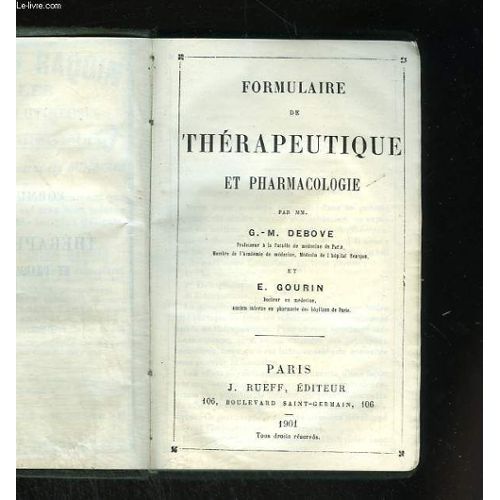 Le-livre.com
FORMULAIRE
DE
THÉRAPEUTIQUE
ET PHARMACOLOGIE
PAR MM.
G.-M. DEBOVE
Professeur à la Faculté de médecine de Paris,
Membre de l'Académie de médecine, Médecin de l'hôpital Beaujon,
ET
E. GOURIN
Docteur en médecine,
ancien interne en pharmacie des hôpitaux de Paris.
PARIS
J. RUEFF, ÉDITEUR
106, BOULEVARD SAINT-GERMAIN, 106
1901
Tous droits réservés.